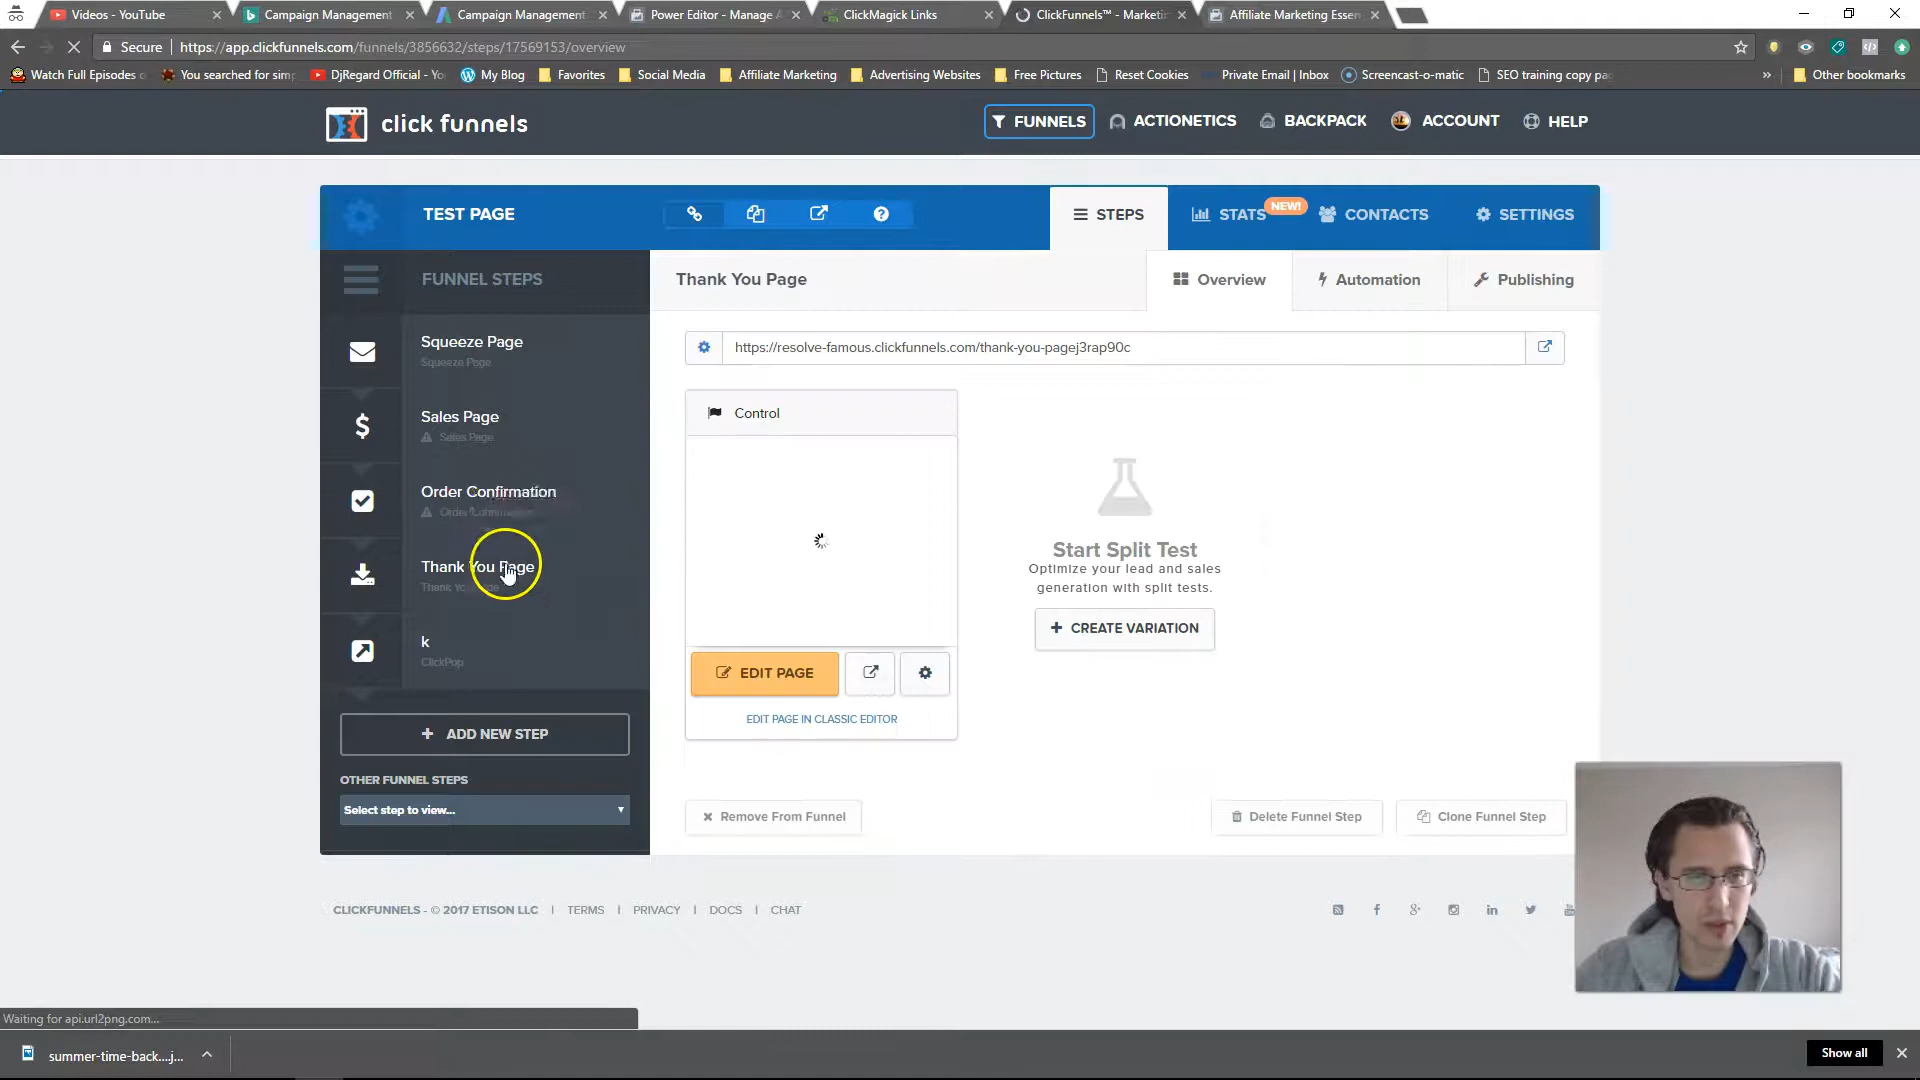 Videos - YouTube
Campaign Management
Campaign Management
Power Editor - Manage A
ClickMagick Links
ClickFunnels™ - Marketi
Affiliate Marketing Essen
Secure
https://app.clickfunnels.com/funnels/3856632/steps/17569153/overview
Watch Full Episodes o
You searched for sim
DjRegard Official - Yo
My Blog
Favorites
Social Media
Affiliate Marketing
Advertising Websites
Free Pictures
Reset Cookies
Private Email | Inbox
Screencast-o-matic
SEO training copy pag
»
Other bookmarks
click funnels
FUNNELS
ACTIONETICS
BACKPACK
ACCOUNT
HELP
TEST PAGE
STEPS
STATS
NEW!
CONTACTS
SETTINGS
FUNNEL STEPS
Thank You Page
Overview
Automation
Publishing
Squeeze Page
Squeeze Page
https://resolve-famous.clickfunnels.com/thank-you-pagej3rap90c
Sales Page
Sales Page
Control
Order Confirmation
Order Confirmation
Thank You Page
Thank You Page
Start Split Test
Optimize your lead and sales
generation with split tests.
+ CREATE VARIATION
k
ClickPop
EDIT PAGE
EDIT PAGE IN CLASSIC EDITOR
+ ADD NEW STEP
OTHER FUNNEL STEPS
Select step to view...
Remove From Funnel
Delete Funnel Step
Clone Funnel Step
CLICKFUNNELS - © 2017 ETISON LLC | TERMS | PRIVACY | DOCS | CHAT
Waiting for api.url2png.com...
summer-time-back....j...
Show all